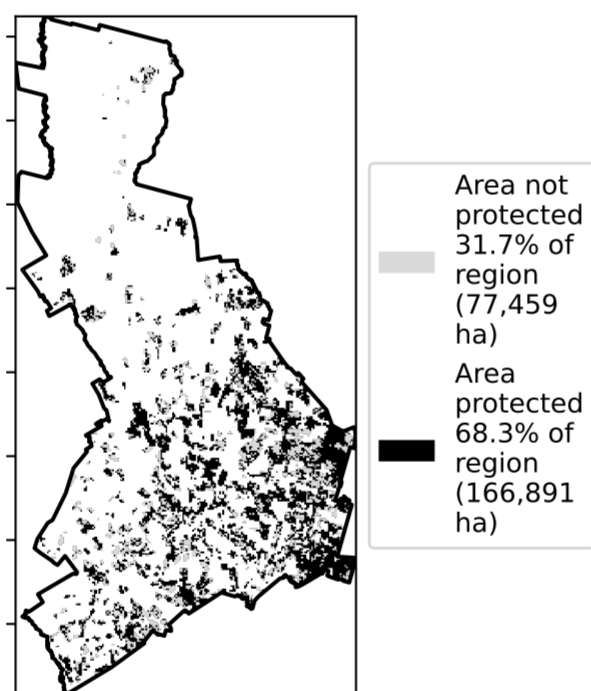 Area not
protected
31.7% of
region
(77,459
ha)
Area
protected
68.3% of
region
(166,891
ha)